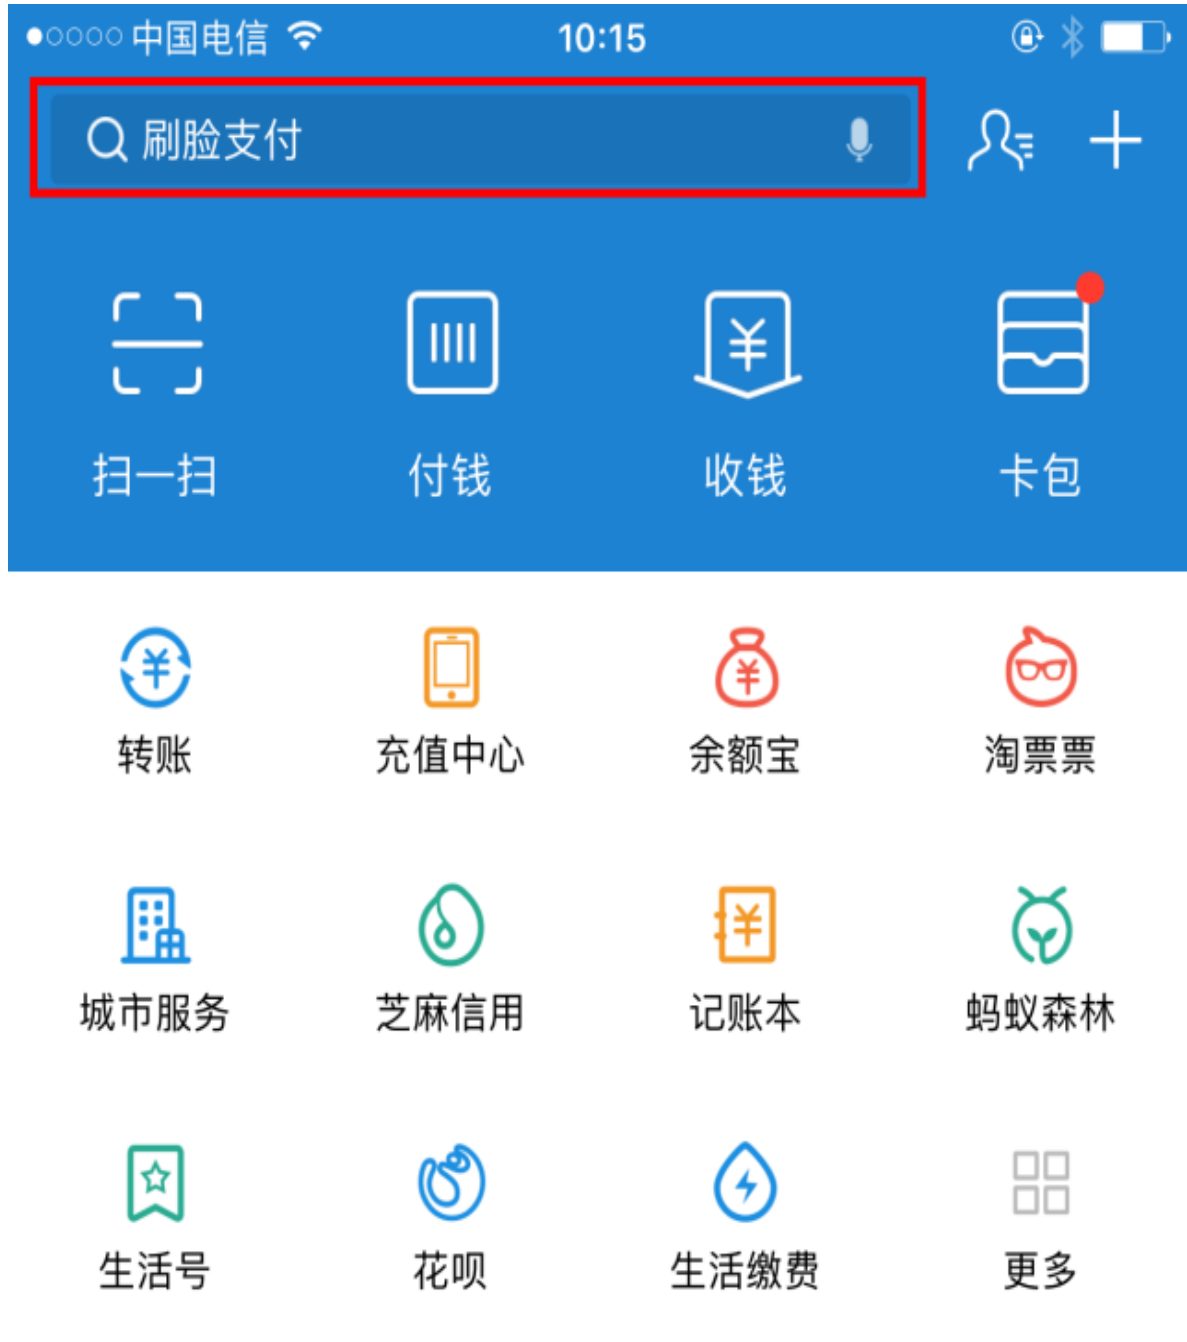 中国电信 10:15
刷脸支付
扫一扫 付钱 收钱 卡包
转账 充值中心 余额宝 淘票票
城市服务 芝麻信用 记账本 蚂蚁森林
生活号 花呗 生活缴费 更多